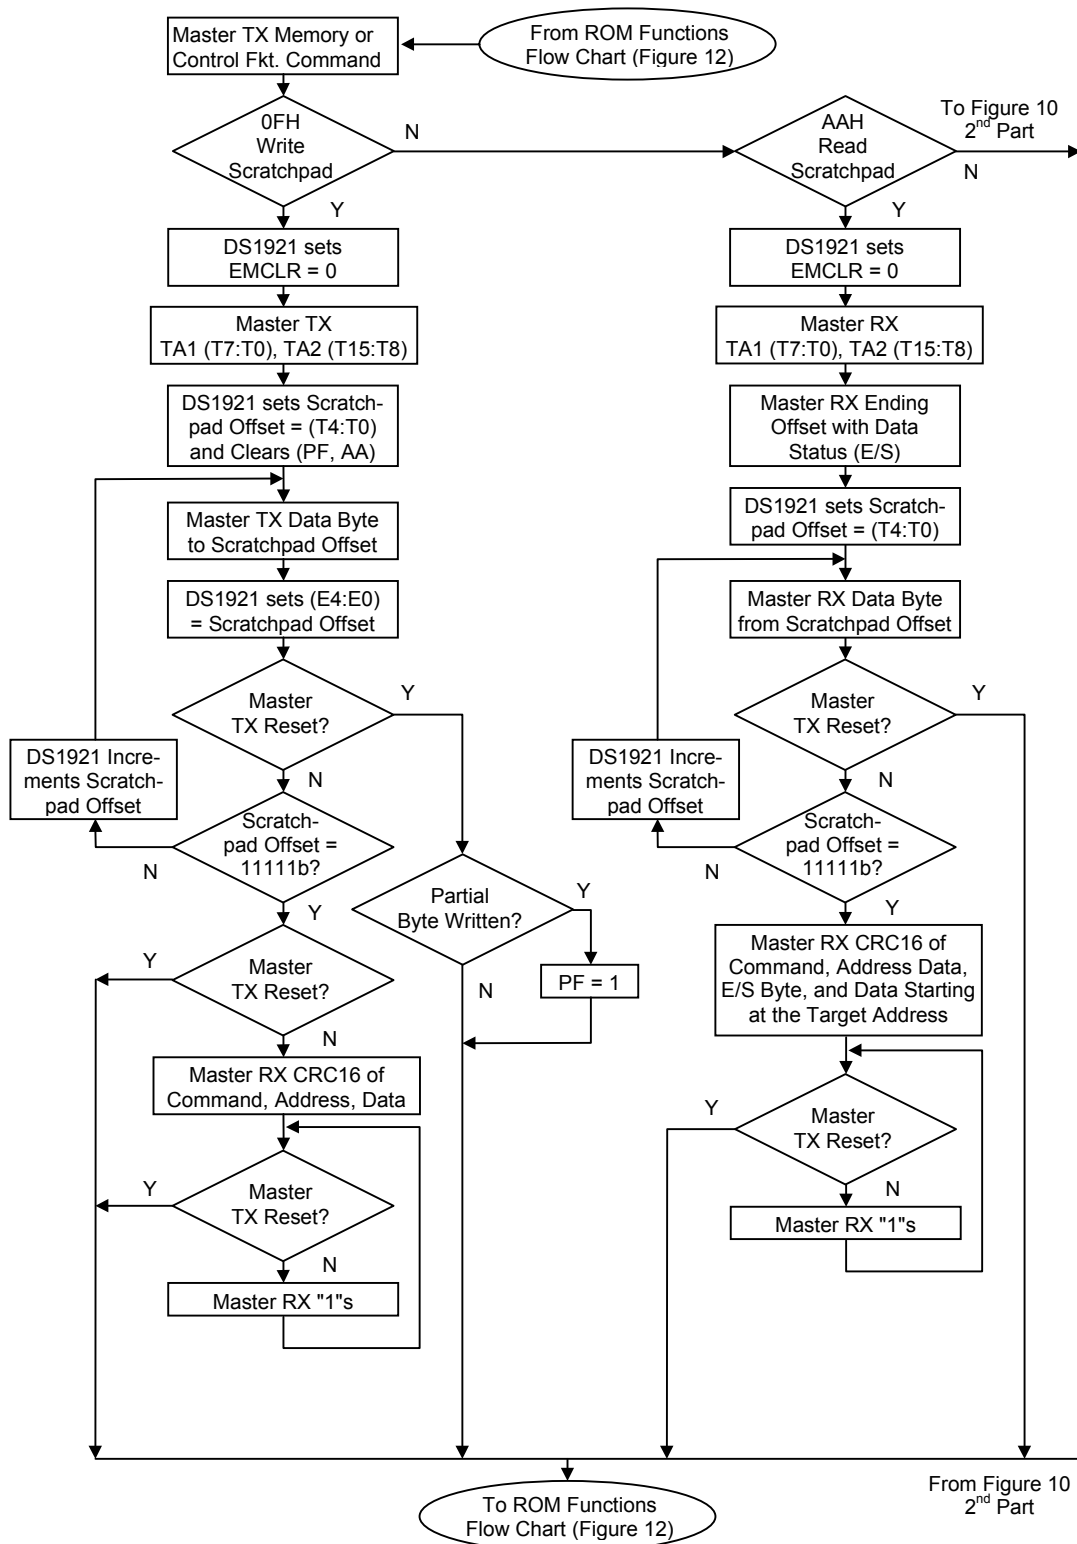 Master TX Memory or
Control Fkt. Command
From ROM Functions
Flow Chart (Figure 12)
0FH
Write
Scratchpad
N
Y
AAH
Read
Scratchpad
N
Y
To Figure 10
2nd Part
DS1921 sets
EMCLR = 0
Master TX
TA1 (T7:T0), TA2 (T15:T8)
DS1921 sets Scratch-
pad Offset = (T4:T0)
and Clears (PF, AA)
Master TX Data Byte
to Scratchpad Offset
DS1921 sets (E4:E0)
= Scratchpad Offset
Master
TX Reset?
Y
N
DS1921 Incre-
ments Scratch-
pad Offset
Scratch-
pad Offset =
11111b?
N
Y
Partial
Byte Written?
Y
N
PF = 1
Master
TX Reset?
Y
N
Master RX CRC16 of
Command, Address, Data
Master
TX Reset?
Y
N
Master RX "1"s
DS1921 sets
EMCLR = 0
Master RX
TA1 (T7:T0), TA2 (T15:T8)
Master RX Ending
Offset with Data
Status (E/S)
DS1921 sets Scratch-
pad Offset = (T4:T0)
Master RX Data Byte
from Scratchpad Offset
Master
TX Reset?
Y
N
DS1921 Incre-
ments Scratch-
pad Offset
Scratch-
pad Offset =
11111b?
N
Y
Master RX CRC16 of
Command, Address Data,
E/S Byte, and Data Starting
at the Target Address
Master
TX Reset?
Y
N
Master RX "1"s
To ROM Functions
Flow Chart (Figure 12)
From Figure 10
2nd Part